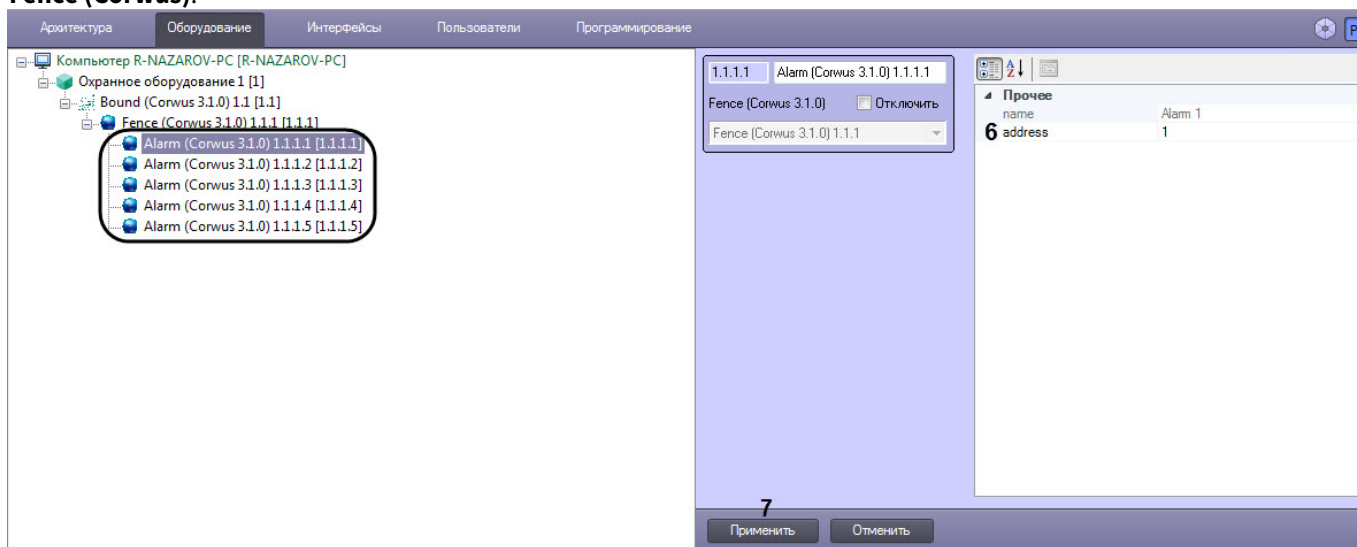 Fence (Corwus).
Архитектура Оборудование Интерфейсы Пользователи Программирование
Компьютер R-NAZAROV-PC [R-NAZAROV-PC]
Охранное оборудование 1 [1]
Bound (Corwus 3.1.0) 1.1 [1.1]
Fence (Corwus 3.1.0) 1.1.1 [1.1.1]
Alarm (Corwus 3.1.0) 1.1.1.1 [1.1.1.1]
Alarm (Corwus 3.1.0) 1.1.1.2 [1.1.1.2]
Alarm (Corwus 3.1.0) 1.1.1.3 [1.1.1.3]
Alarm (Corwus 3.1.0) 1.1.1.4 [1.1.1.4]
Alarm (Corwus 3.1.0) 1.1.1.5 [1.1.1.5]
1.1.1.1 Alarm (Corwus 3.1.0) 1.1.1.1
Fence (Corwus 3.1.0) Отключить
Fence (Corwus 3.1.0) 1.1.1
Прочее
name Alarm 1
6 address 1
7
Применить Отменить